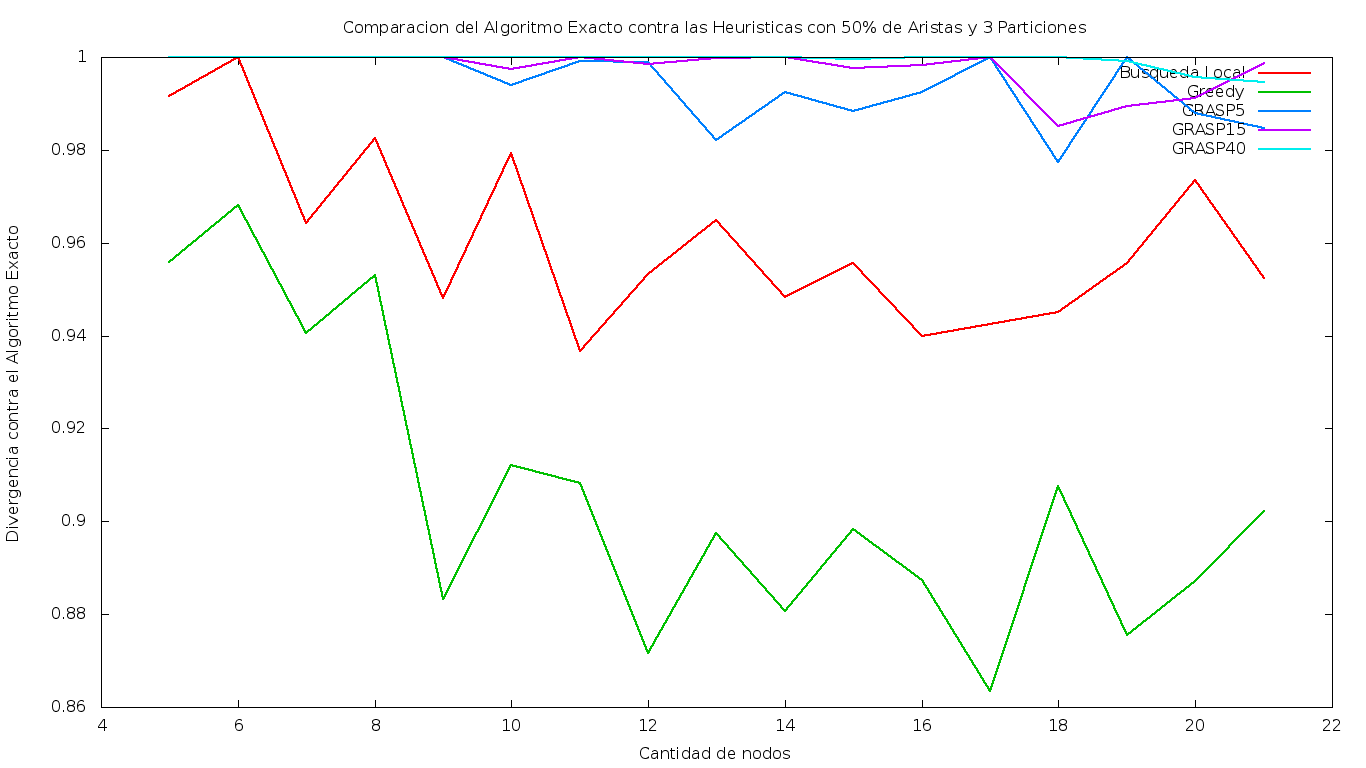 Comparacion del Algoritmo Exacto contra las Heuristicas con 50% de Aristas y 3 Particiones
Divergencia contra el Algoritmo Exacto
1
0.98
0.96
0.94
0.92
0.9
0.88
0.86
Busqueda Local
Greedy
GRASP5
GRASP15
GRASP40
4 6 8 10 12 14 16 18 20 22
Cantidad de nodos